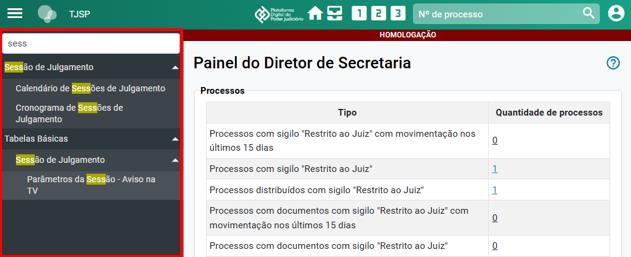 TJSP
Plataforma
Digital do
Poder Judiciário
1 2 3
Nº de processo
HOMOLOGAÇÃO
sess
Sessão de Julgamento
Calendário de Sessões de Julgamento
Cronograma de Sessões de
Julgamento
Tabelas Básicas
Sessão de Julgamento
Parâmetros da Sessão - Aviso na
TV
Painel do Diretor de Secretaria
Processos
Tipo Quantidade de processos
Processos com sigilo "Restrito ao Juiz" com movimentação nos
últimos 15 dias 0
Processos com sigilo "Restrito ao Juiz" 1
Processos distribuídos com sigilo "Restrito ao Juiz" 1
Processos com documentos com sigilo "Restrito ao Juiz" com
movimentação nos últimos 15 dias 0
Processos com documentos com sigilo "Restrito ao Juiz" 0